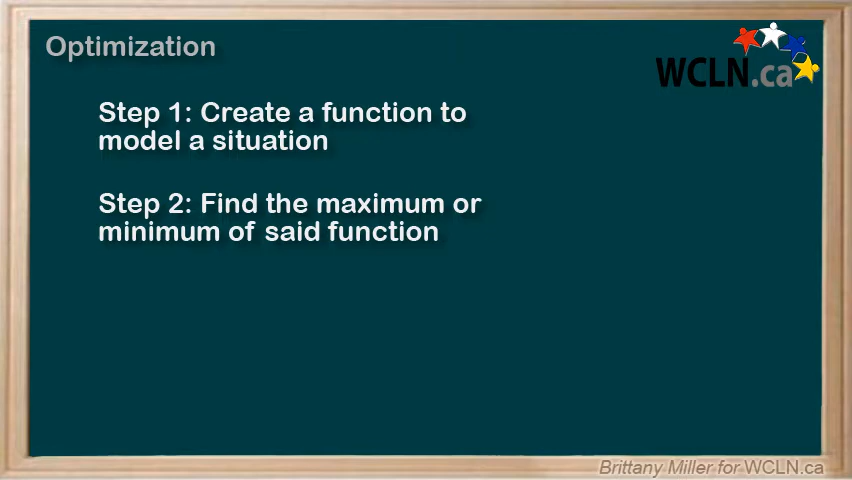 Optimization
WCLN.ca
Step 1: Create a function to
model a situation
Step 2: Find the maximum or
minimum of said function
Brittany Miller for WCLN.ca